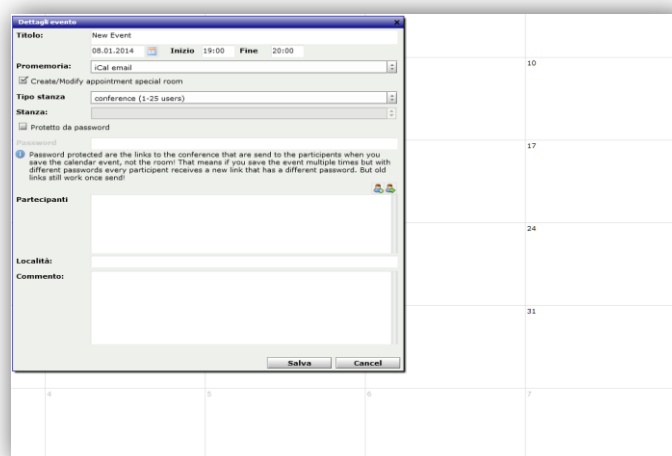 Dettagli evento
Titolo: New Event
08.01.2014 Inizio 19:00 Fine 20:00
Promemoria: iCal email
Create/Modify appointment special room
Tipo stanza conference (1-25 users)
Stanza:
Protetto da password
Password
Password protected are the links to the conference that are send to the participants when you
save the calendar event, not the room! That means if you save the event multiple times but with
different passwords every participent receives a new link that has a different password. But old
links still work once send!
Partecipanti
Località:
Commento:
Salva Cancel
10
17
24
31
4 5 6 7